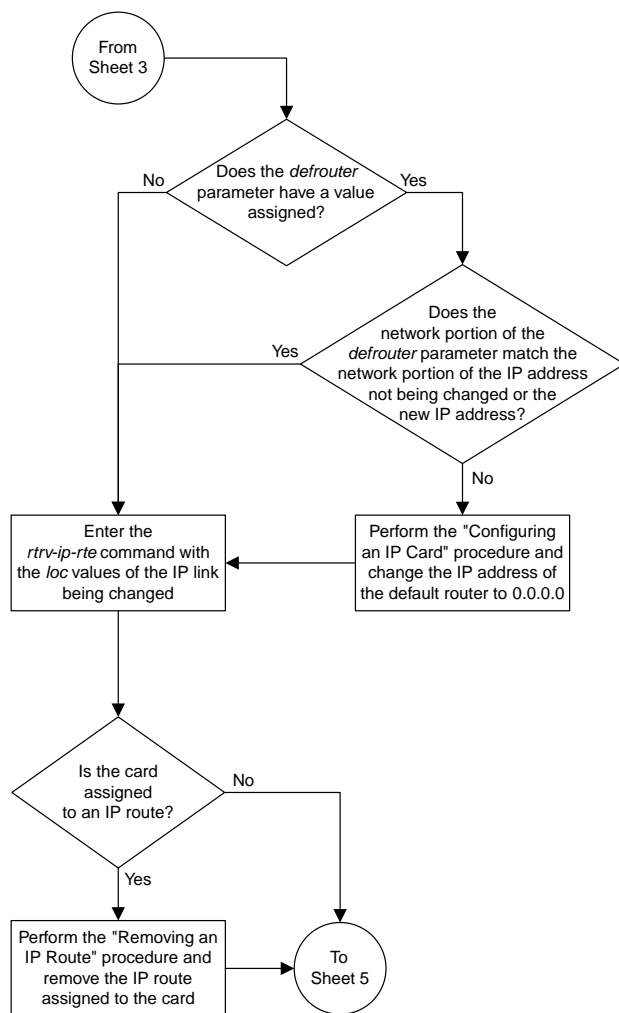 From
Sheet 3
Does the defrouter
parameter have a value
assigned?
No
Yes
Does the
network portion of the
defrouter parameter match the
network portion of the IP address
not being changed or the
new IP address?
Yes
No
Enter the
rtrv-ip-rte command with
the loc values of the IP link
being changed
Perform the "Configuring
an IP Card" procedure and
change the IP address of
the default router to 0.0.0.0
Is the card
assigned
to an IP route?
No
Yes
Perform the "Removing an
IP Route" procedure and
remove the IP route
assigned to the card
To
Sheet 5